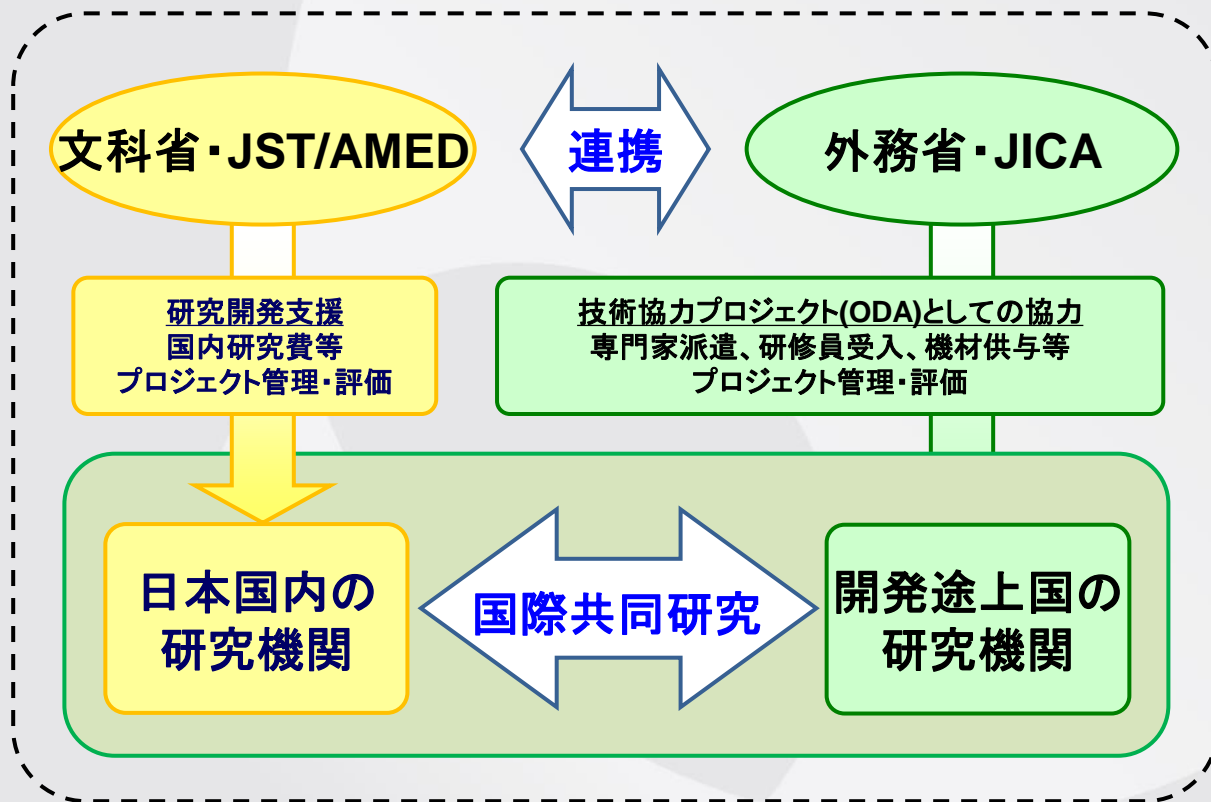 文科省・JST/AMED
連携
外務省・JICA
研究開発支援
国内研究費等
プロジェクト管理・評価
技術協力プロジェクト(ODA)としての協力
専門家派遣、研修員受入、機材供与等
プロジェクト管理・評価
日本国内の
研究機関
国際共同研究
開発途上国の
研究機関